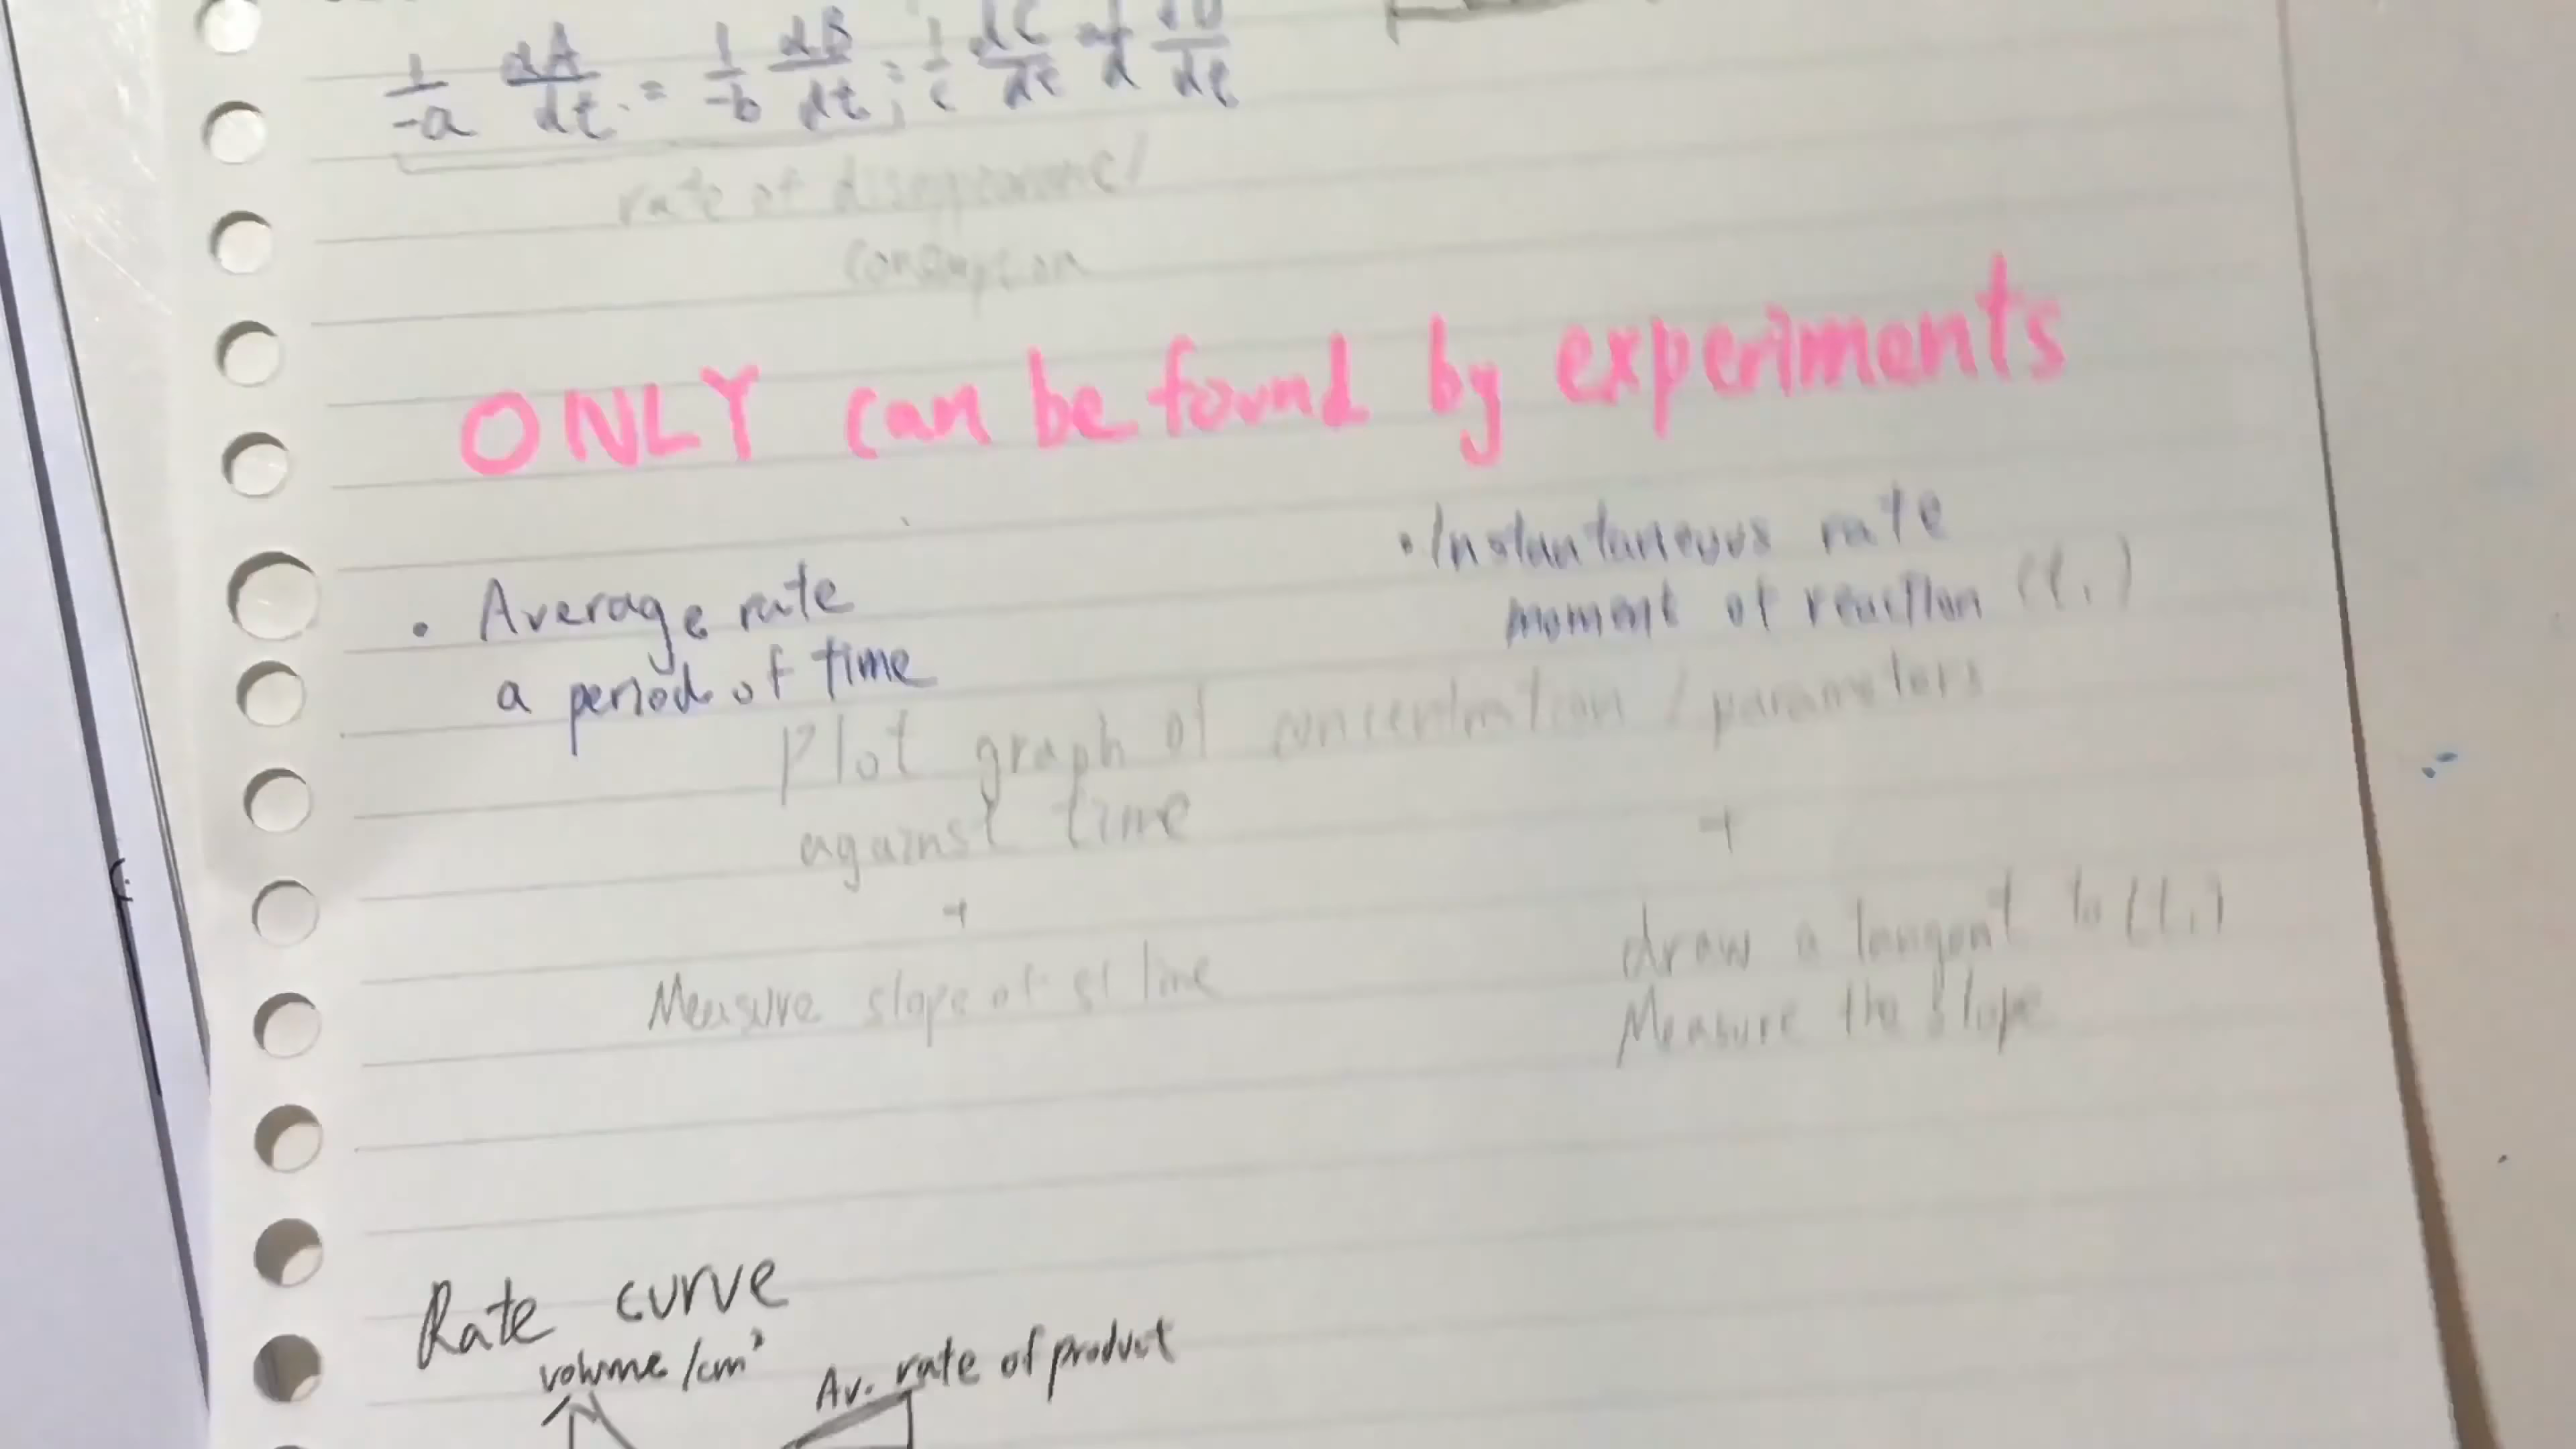 1/-a dA/dt = 1/-b dB/dt = 1/c dC/dt = 1/d dD/dt
rate of disappearance/
consumption
ONLY can be found by experiments
• Average rate
a period of time
• Instantaneous rate
moment of reaction (t₁)
Plot graph of concentration / parameters
against time
+
Measure slope of st line
+
draw a tangent to (t₁)
Measure the slope
Rate curve
volume /cm³
Av. rate of product